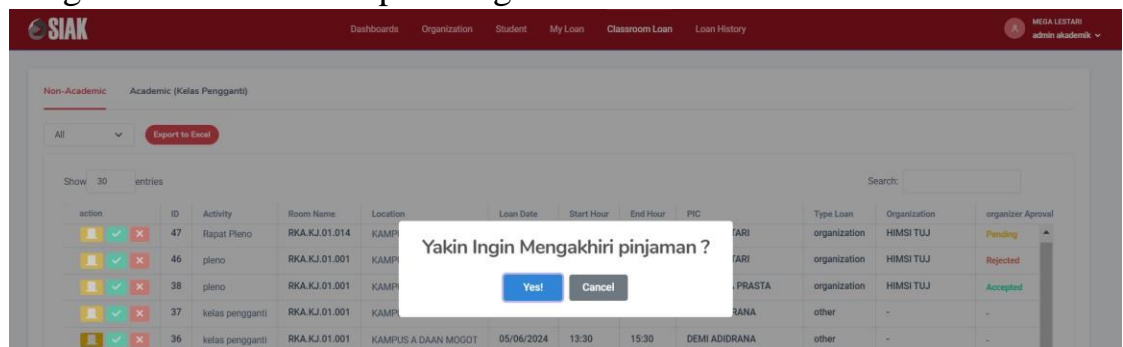 SIAK
Dashboards Organization Student My Loan Classroom Loan Loan History
MEGA LESTARI
admin akademik
Non-Academic Academic (Kelas Pengganti)
All Export to Excel
Show 30 entries Search:
action ID Activity Room Name Location Loan Date Start Hour End Hour PIC Type Loan Organization organizer Aproval
47 Rapat Pleno RKA.KJ.01.014 organization HIMSI TUJ Pending
46 pleno RKA.KJ.01.001 organization HIMSI TUJ Rejected
38 pleno RKA.KJ.01.001 PRASTA organization HIMSI TUJ Accepted
37 kelas pengganti RKA.KJ.01.001 other - -
36 kelas pengganti RKA.KJ.01.001 KAMPUS A DAAN MOGOT 05/06/2024 13:30 15:30 DEMI ADIDRANA other - -
Yakin Ingin Mengakhiri pinjaman ?
Yes! Cancel